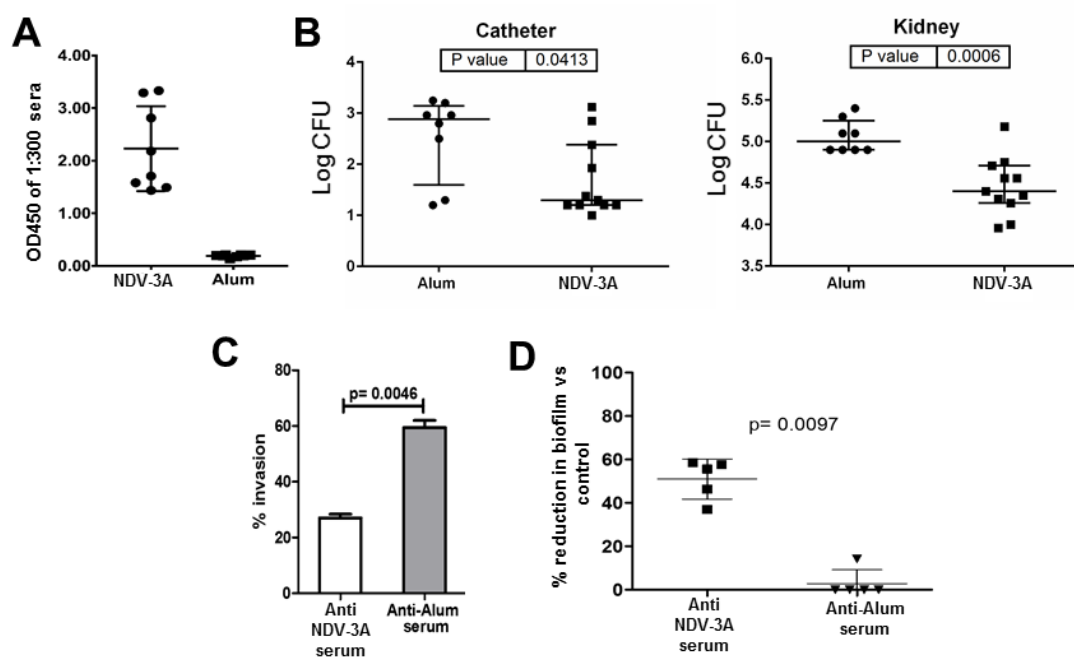 A
OD450 of 1:300 sera
4.00
3.00
2.00
1.00
0.00
NDV-3A
Alum
B
Catheter
P value 0.0413
Log CFU
4
3
2
1
0
Alum
NDV-3A
Kidney
P value 0.0006
Log CFU
6.0
5.5
5.0
4.5
4.0
3.5
Alum
NDV-3A
C
% invasion
80
60
40
20
0
p= 0.0046
Anti
NDV-3A
serum
Anti-Alum
serum
D
% reduction in biofilm vs
control
100
80
60
40
20
0
p= 0.0097
Anti
NDV-3A
serum
Anti-Alum
serum